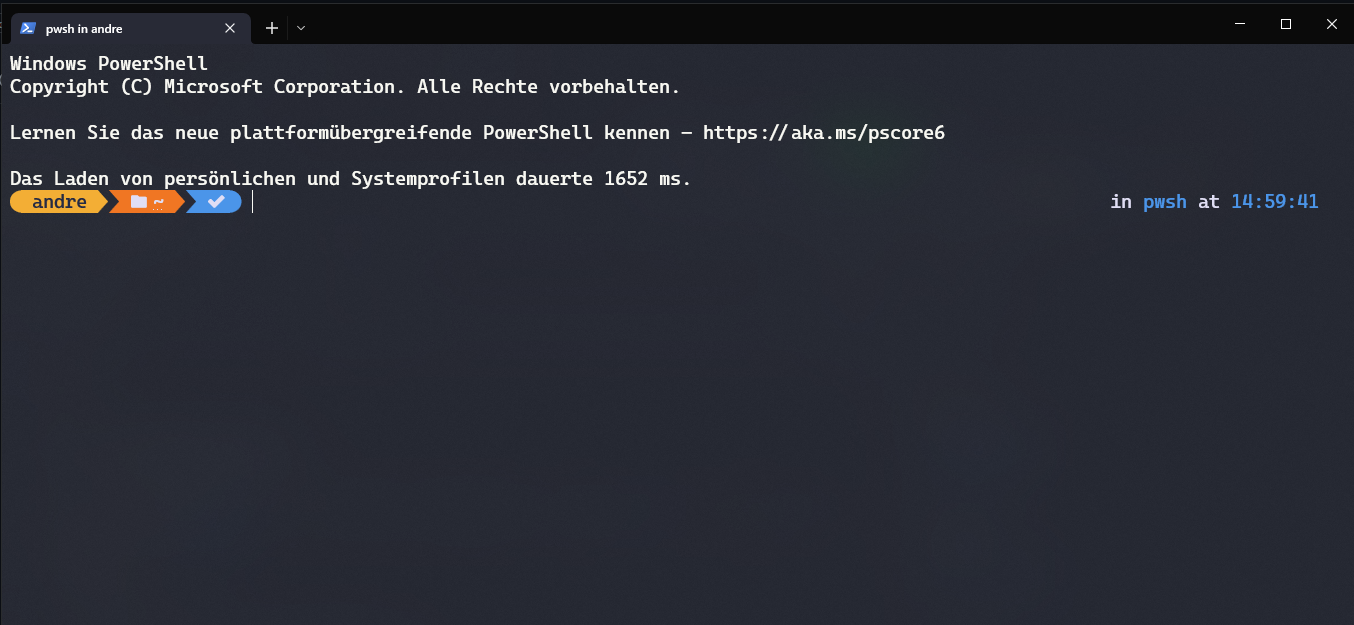 pwsh in andre
Windows PowerShell
Copyright (C) Microsoft Corporation. Alle Rechte vorbehalten.
Lernen Sie das neue plattformübergreifende PowerShell kennen – https://aka.ms/pscore6
Das Laden von persönlichen und Systemprofilen dauerte 1652 ms.
andre ~ in pwsh at 14:59:41